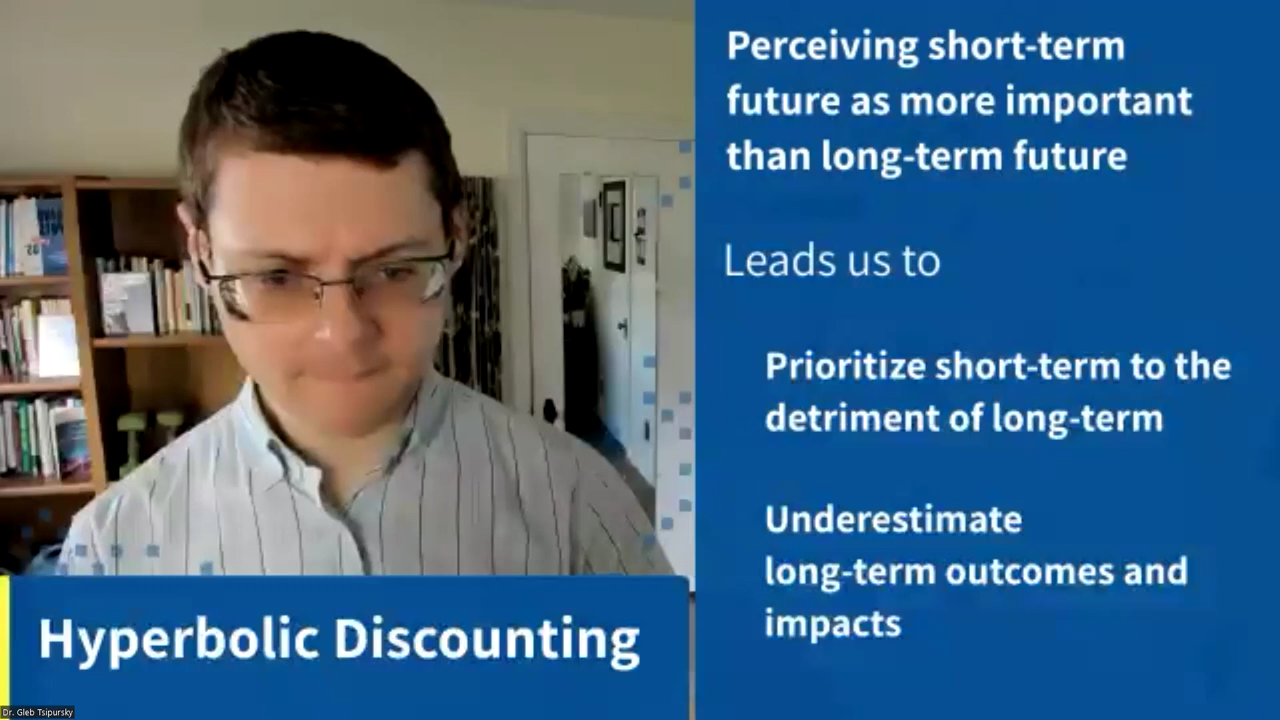 Perceiving short-term
future as more important
than long-term future
Leads us to
Prioritize short-term to the
detriment of long-term
Underestimate
long-term outcomes and
impacts
Hyperbolic Discounting
Dr. Gleb Tsipursky